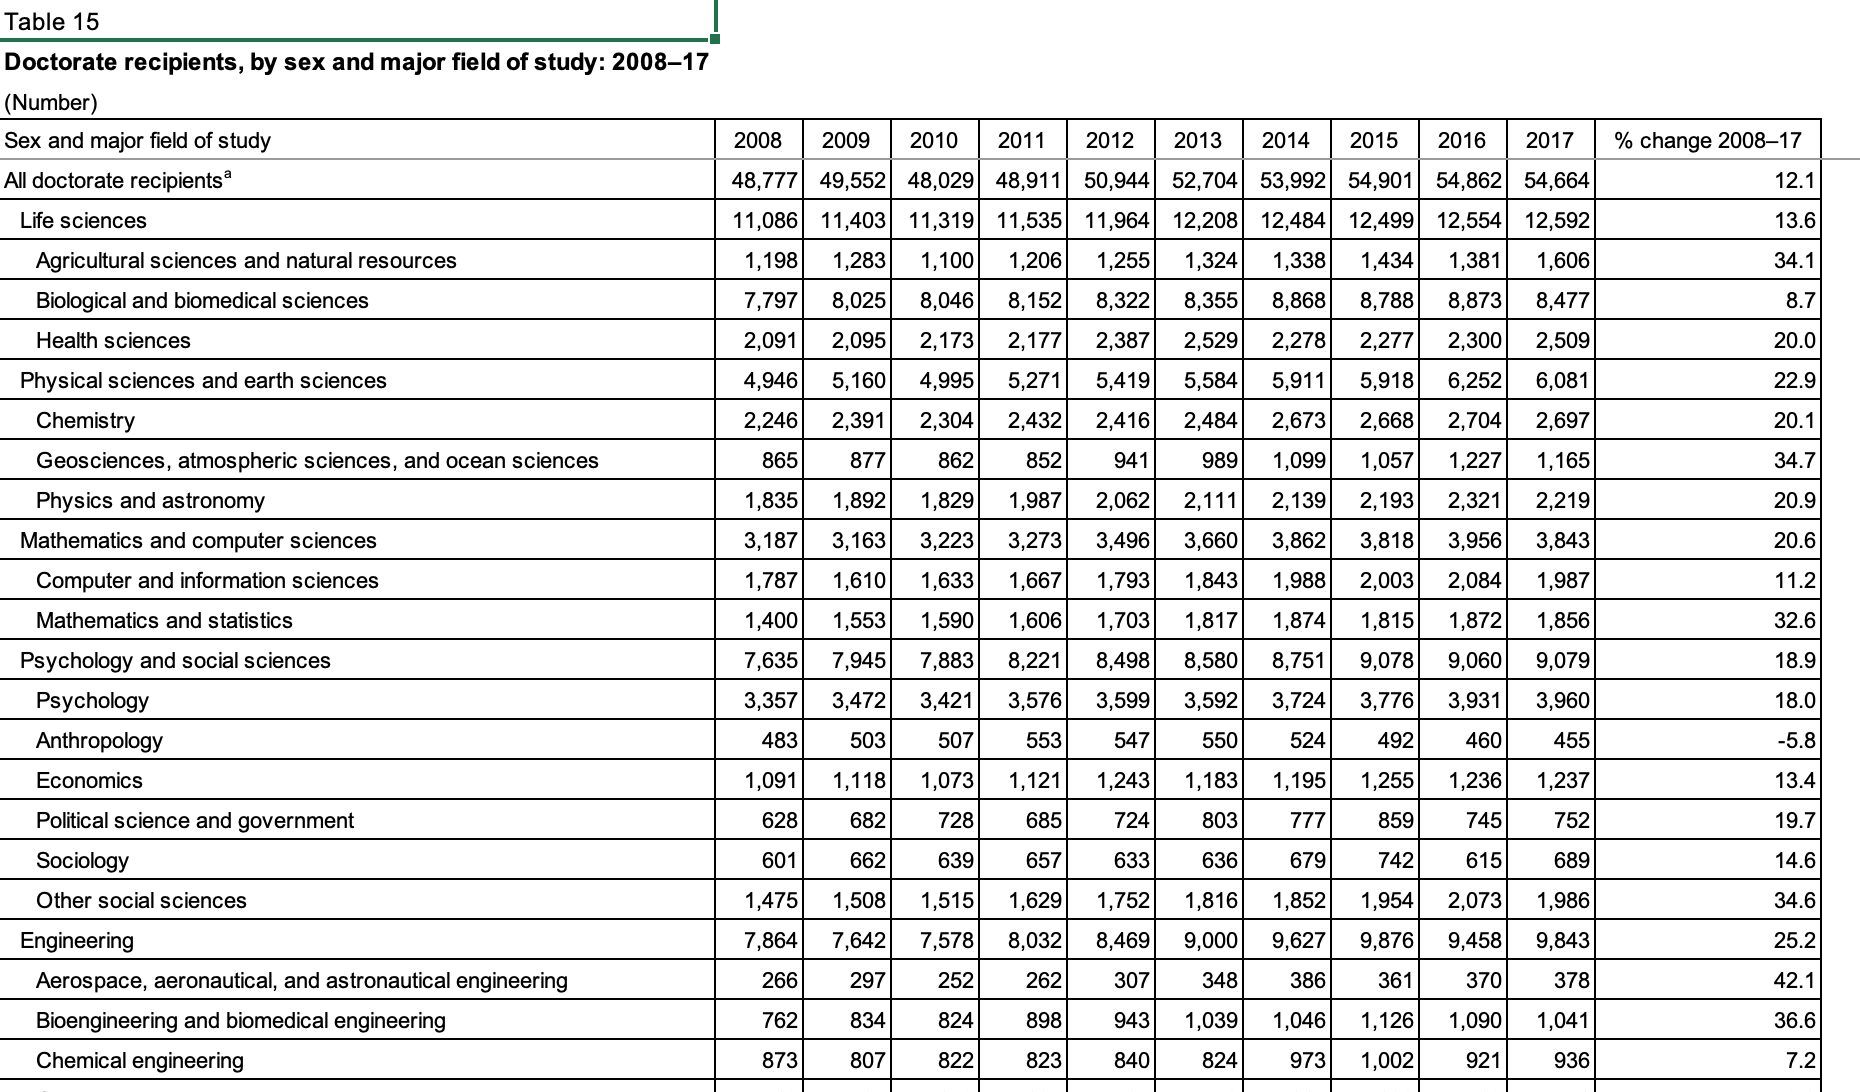 Table 15
Doctorate recipients, by sex and major field of study: 2008–17
(Number)
Sex and major field of study 2008 2009 2010 2011 2012 2013 2014 2015 2016 2017 % change 2008–17
All doctorate recipientsᵃ 48,777 49,552 48,029 48,911 50,944 52,704 53,992 54,901 54,862 54,664 12.1
Life sciences 11,086 11,403 11,319 11,535 11,964 12,208 12,484 12,499 12,554 12,592 13.6
Agricultural sciences and natural resources 1,198 1,283 1,100 1,206 1,255 1,324 1,338 1,434 1,381 1,606 34.1
Biological and biomedical sciences 7,797 8,025 8,046 8,152 8,322 8,355 8,868 8,788 8,873 8,477 8.7
Health sciences 2,091 2,095 2,173 2,177 2,387 2,529 2,278 2,277 2,300 2,509 20.0
Physical sciences and earth sciences 4,946 5,160 4,995 5,271 5,419 5,584 5,911 5,918 6,252 6,081 22.9
Chemistry 2,246 2,391 2,304 2,432 2,416 2,484 2,673 2,668 2,704 2,697 20.1
Geosciences, atmospheric sciences, and ocean sciences 865 877 862 852 941 989 1,099 1,057 1,227 1,165 34.7
Physics and astronomy 1,835 1,892 1,829 1,987 2,062 2,111 2,139 2,193 2,321 2,219 20.9
Mathematics and computer sciences 3,187 3,163 3,223 3,273 3,496 3,660 3,862 3,818 3,956 3,843 20.6
Computer and information sciences 1,787 1,610 1,633 1,667 1,793 1,843 1,988 2,003 2,084 1,987 11.2
Mathematics and statistics 1,400 1,553 1,590 1,606 1,703 1,817 1,874 1,815 1,872 1,856 32.6
Psychology and social sciences 7,635 7,945 7,883 8,221 8,498 8,580 8,751 9,078 9,060 9,079 18.9
Psychology 3,357 3,472 3,421 3,576 3,599 3,592 3,724 3,776 3,931 3,960 18.0
Anthropology 483 503 507 553 547 550 524 492 460 455 -5.8
Economics 1,091 1,118 1,073 1,121 1,243 1,183 1,195 1,255 1,236 1,237 13.4
Political science and government 628 682 728 685 724 803 777 859 745 752 19.7
Sociology 601 662 639 657 633 636 679 742 615 689 14.6
Other social sciences 1,475 1,508 1,515 1,629 1,752 1,816 1,852 1,954 2,073 1,986 34.6
Engineering 7,864 7,642 7,578 8,032 8,469 9,000 9,627 9,876 9,458 9,843 25.2
Aerospace, aeronautical, and astronautical engineering 266 297 252 262 307 348 386 361 370 378 42.1
Bioengineering and biomedical engineering 762 834 824 898 943 1,039 1,046 1,126 1,090 1,041 36.6
Chemical engineering 873 807 822 823 840 824 973 1,002 921 936 7.2